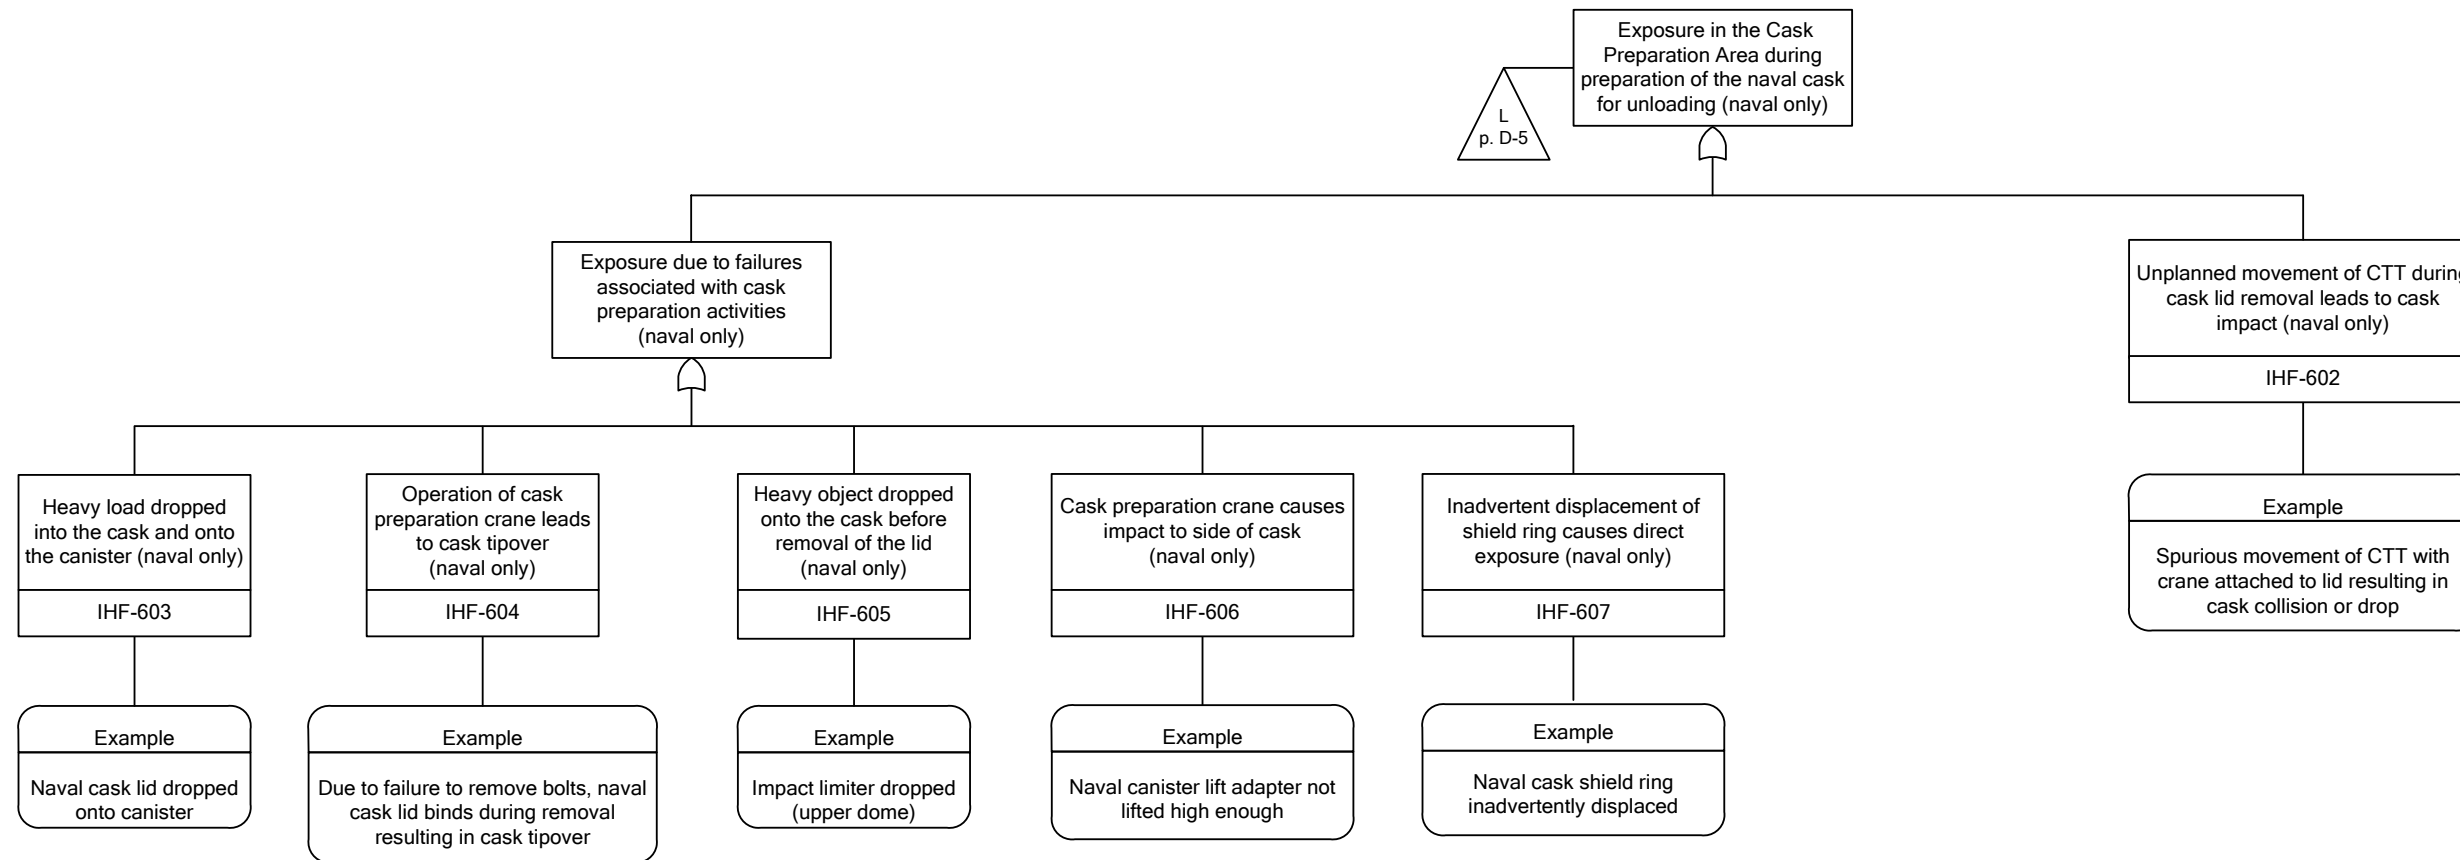 Exposure in the Cask
Preparation Area during
preparation of the naval cask
for unloading (naval only)
L
p. D-5
Exposure due to failures
associated with cask
preparation activities
(naval only)
Unplanned movement of CTT during
cask lid removal leads to cask
impact (naval only)
IHF-602
Heavy load dropped
into the cask and onto
the canister (naval only)
IHF-603
Operation of cask
preparation crane leads
to cask tipover
(naval only)
IHF-604
Heavy object dropped
onto the cask before
removal of the lid
(naval only)
IHF-605
Cask preparation crane causes
impact to side of cask
(naval only)
IHF-606
Inadvertent displacement of
shield ring causes direct
exposure (naval only)
IHF-607
Example
Spurious movement of CTT with
crane attached to lid resulting in
cask collision or drop
Example
Naval cask lid dropped
onto canister
Example
Due to failure to remove bolts, naval
cask lid binds during removal
resulting in cask tipover
Example
Impact limiter dropped
(upper dome)
Example
Naval canister lift adapter not
lifted high enough
Example
Naval cask shield ring
inadvertently displaced